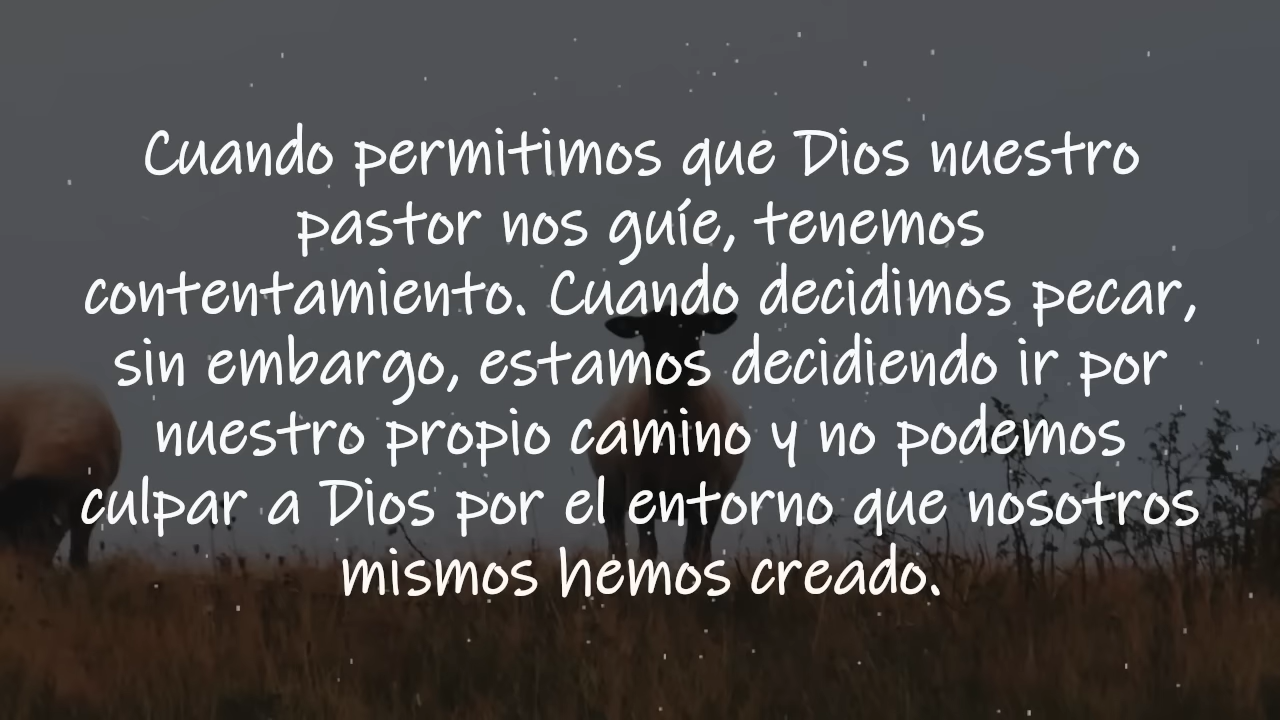 Cuando permitimos que Dios nuestro
pastor nos guíe, tenemos
contentamiento. Cuando decidimos pecar,
sin embargo, estamos decidiendo ir por
nuestro propio camino y no podemos
culpar a Dios por el entorno que nosotros
mismos hemos creado.